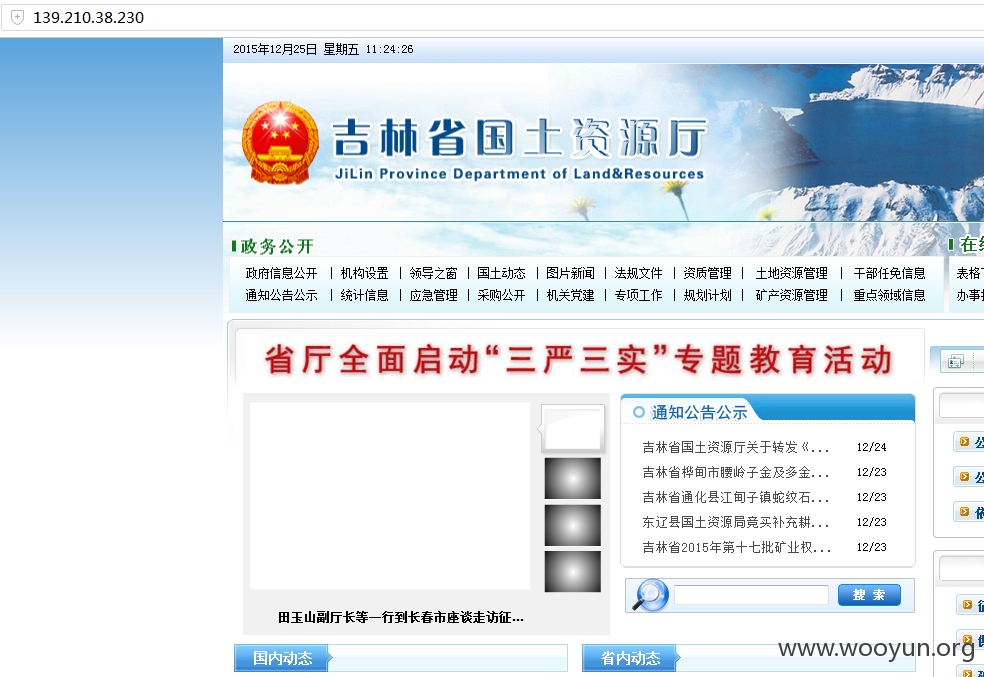 139.210.38.230
2015年12月25日 星期五 11:24:26
吉林省国土资源厅
JiLin Province Department of Land&Resources
政务公开
政府信息公开 | 机构设置 | 领导之窗 | 国土动态 | 图片新闻 | 法规文件 | 资质管理 | 土地资源管理 | 干部任免信息
通知公告公示 | 统计信息 | 应急管理 | 采购公开 | 机关党建 | 专项工作 | 规划计划 | 矿产资源管理 | 重点领域信息
在
表格
办事
省厅全面启动“三严三实”专题教育活动
通知公告公示
吉林省国土资源厅关于转发《... 12/24
吉林省桦甸市腰岭子金及多金... 12/23
吉林省通化县江甸子镇蛇纹石... 12/23
东辽县国土资源局竟买补充耕... 12/23
吉林省2015年第十七批矿业权... 12/23
搜 索
田玉山副厅长等一行到长春市座谈走访征...
国内动态
省内动态
www.wooyun.org